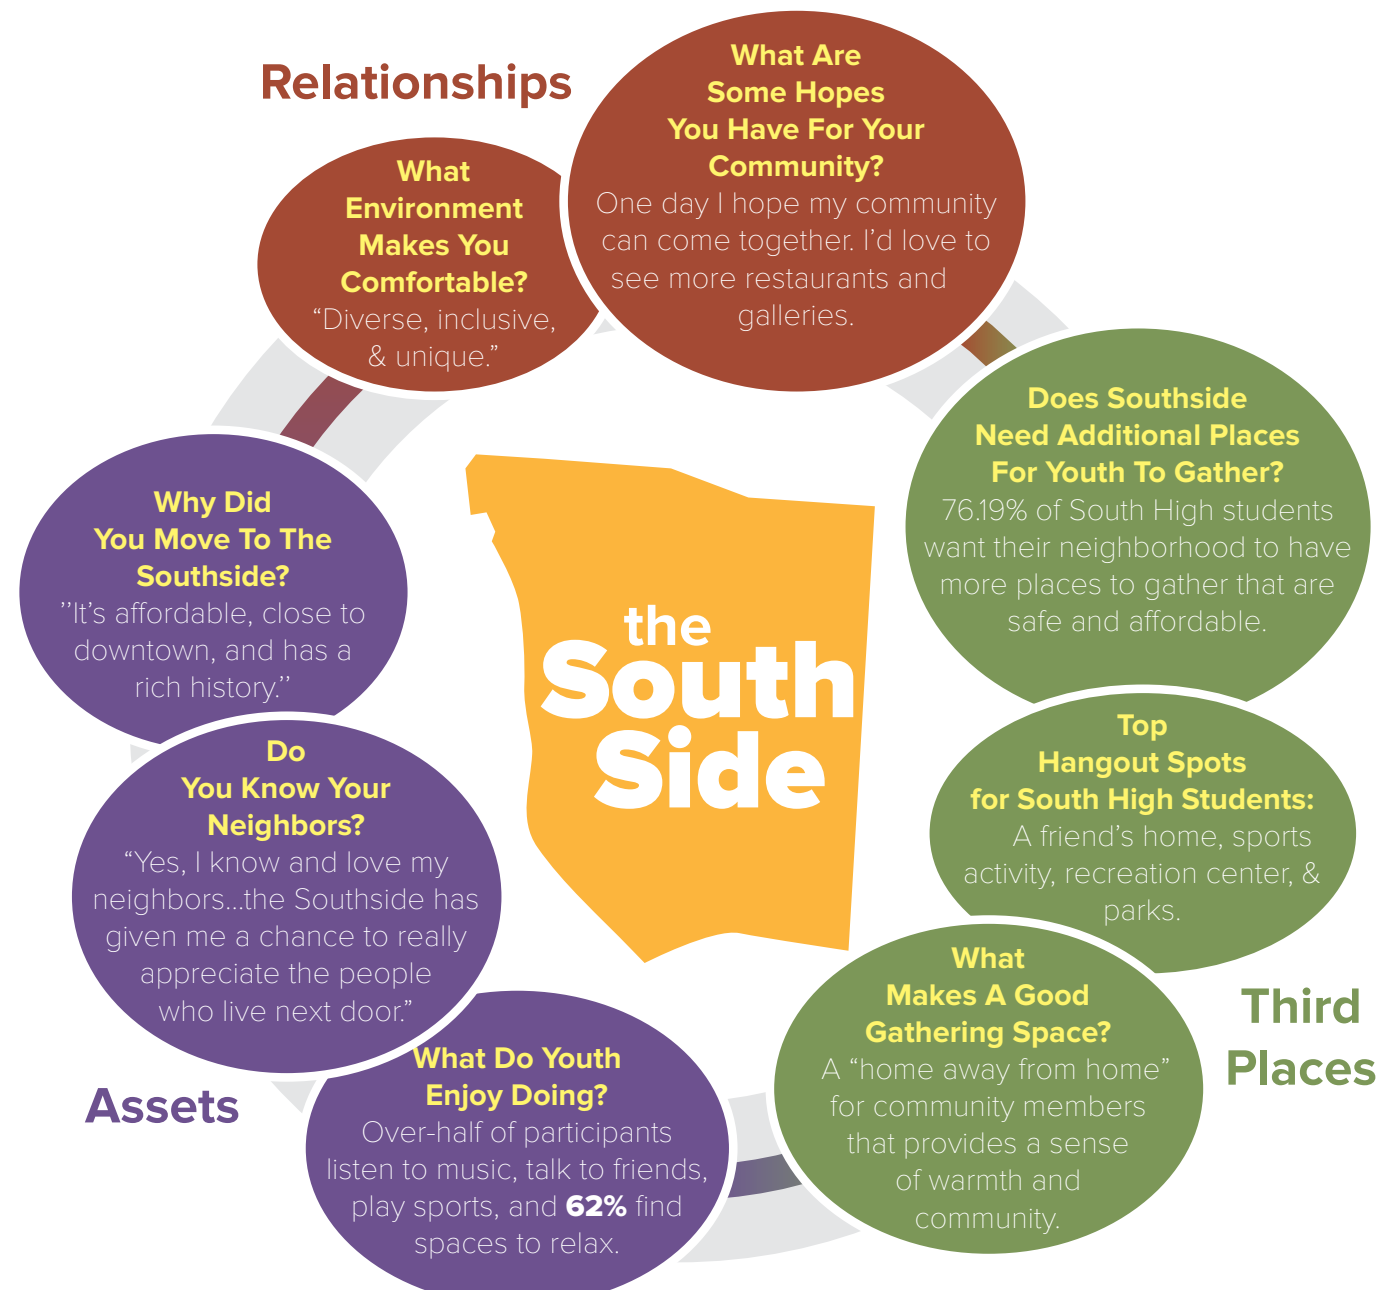 Relationships
What Are
Some Hopes
You Have For Your
Community?
One day I hope my community
can come together. I’d love to
see more restaurants and
galleries.
What
Environment
Makes You
Comfortable?
“Diverse, inclusive,
& unique.”
Does Southside
Need Additional Places
For Youth To Gather?
76.19% of South High students
want their neighborhood to have
more places to gather that are
safe and affordable.
Why Did
You Move To The
Southside?
’’It’s affordable, close to
downtown, and has a
rich history.’’
the
South
Side
Top
Hangout Spots
for South High Students:
A friend’s home, sports
activity, recreation center, &
parks.
Do
You Know Your
Neighbors?
“Yes, I know and love my
neighbors...the Southside has
given me a chance to really
appreciate the people
who live next door.”
What
Makes A Good
Gathering Space?
A “home away from home”
for community members
that provides a sense
of warmth and
community.
Third
Places
Assets
What Do Youth
Enjoy Doing?
Over-half of participants
listen to music, talk to friends,
play sports, and 62% find
spaces to relax.